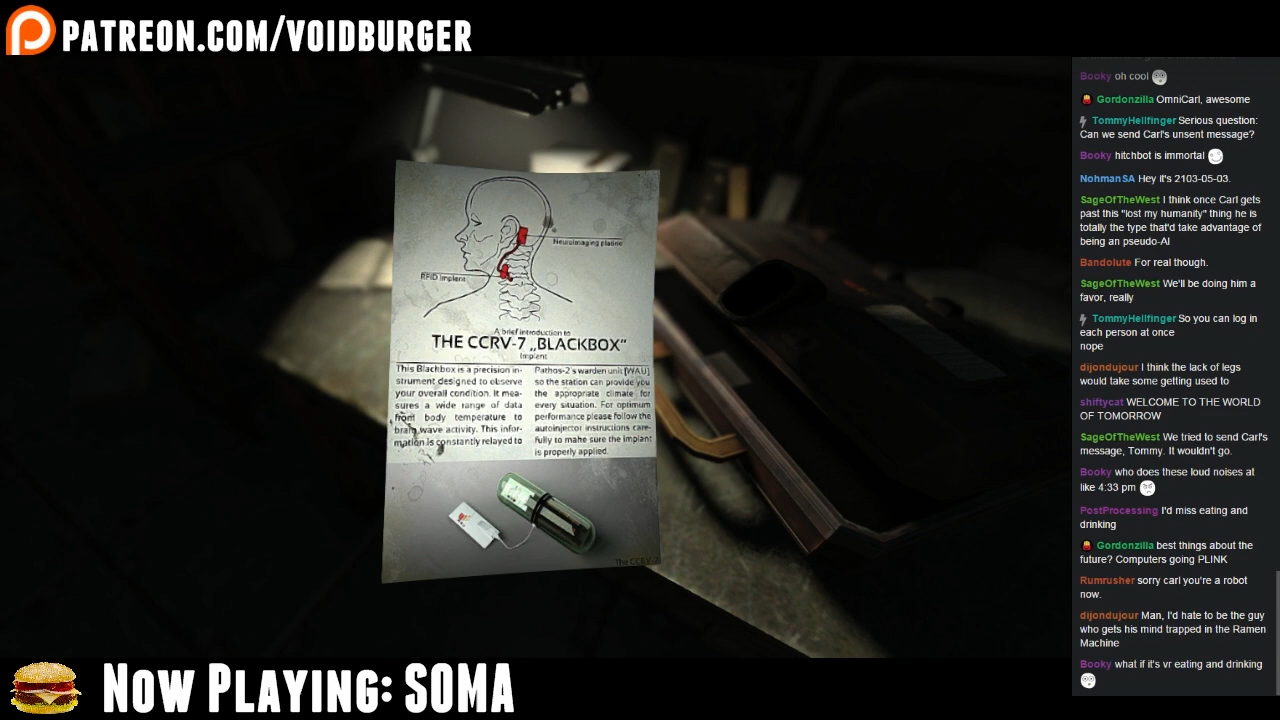 PATREON.COM/VOIDBURGER
Neuroimaging platine
RFID Implant
A brief introduction to
THE CCRV-7 „BLACKBOX"
Implant
This Blackbox is a precision in-
strument designed to observe
your overall condition. It mea-
sures a wide range of data
from body temperature to
brain wave activity. This infor-
mation is constantly relayed to
Pathos-2's warden unit [WAU]
so the station can provide you
the appropriate climate for
every situation. For optimum
performance please follow the
autoinjector instructions care-
fully to make sure the implant
is properly applied.
The CCRV-7
Booky oh cool
Gordonzilla OmniCarl, awesome
TommyHellfinger Serious question:
Can we send Carl's unsent message?
Booky hitchbot is immortal
NohmanSA Hey it's 2103-05-03.
SageOfTheWest I think once Carl gets
past this "lost my humanity" thing he is
totally the type that'd take advantage of
being an pseudo-AI
Bandolute For real though.
SageOfTheWest We'll be doing him a
favor, really
TommyHellfinger So you can log in
each person at once
nope
dijondujour I think the lack of legs
would take some getting used to
shiftycat WELCOME TO THE WORLD
OF TOMORROW
SageOfTheWest We tried to send Carl's
message, Tommy. It wouldn't go.
Booky who does these loud noises at
like 4:33 pm
PostProcessing I'd miss eating and
drinking
Gordonzilla best things about the
future? Computers going PLINK
Rumrusher sorry carl you're a robot
now.
dijondujour Man, I'd hate to be the guy
who gets his mind trapped in the Ramen
Machine
Booky what if it's vr eating and drinking
Now Playing: SOMA